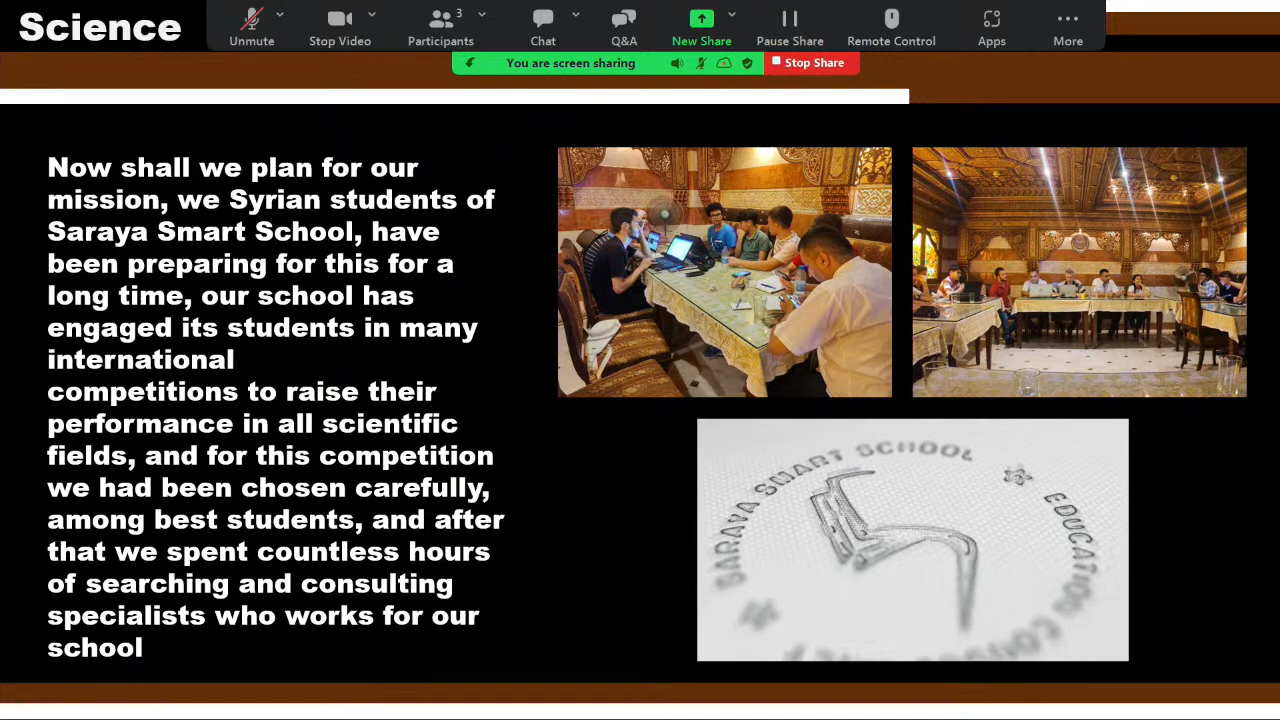 Science
Unmute
Stop Video
Participants
3
Chat
Q&A
New Share
Pause Share
Remote Control
Apps
More
You are screen sharing
Stop Share
Now shall we plan for our
mission, we Syrian students of
Saraya Smart School, have
been preparing for this for a
long time, our school has
engaged its students in many
international
competitions to raise their
performance in all scientific
fields, and for this competition
we had been chosen carefully,
among best students, and after
that we spent countless hours
of searching and consulting
specialists who works for our
school
SARAYA SMART SCHOOL